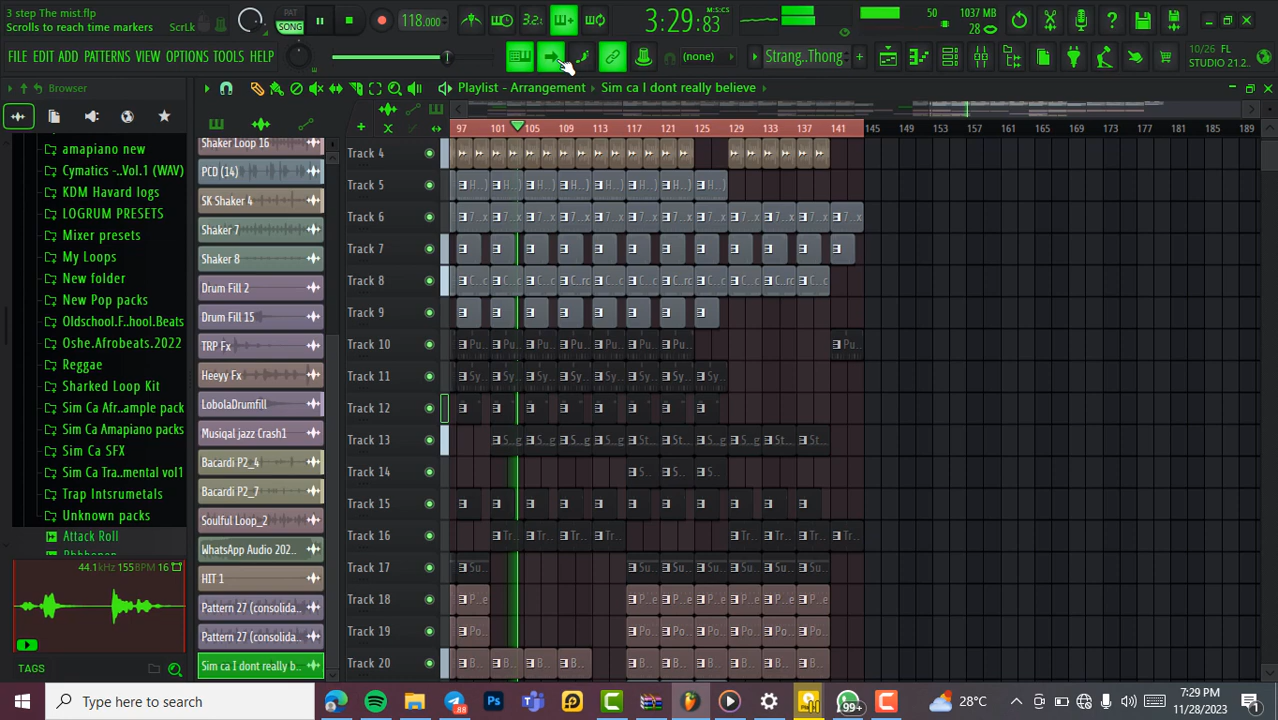 3 step The mist.flp
Scrolls to reach time markers
ScrLk
PAT
SONG
118.000
3:29:83
M:S:CS
50
1037 MB
28
FILE EDIT ADD PATTERNS VIEW OPTIONS TOOLS HELP
(none)
Strang..Thong
10/26 FL
STUDIO 21.2..
Browser
Playlist - Arrangement
Sim ca I dont really believe
97 101 105 109 113 117 121 125 129 133 137 141 145 149 153 157 161 165 169 173 177 181 185 189
amapiano new
Cymatics -..Vol.1 (WAV)
KDM Havard logs
LOGRUM PRESETS
Mixer presets
My Loops
New folder
New Pop packs
Oldschool.F..hool.Beats
Oshe.Afrobeats.2022
Reggae
Sharked Loop Kit
Sim Ca Afr..ample pack
Sim Ca Amapiano packs
Sim Ca SFX
Sim Ca Tra..mental vol1
Trap Intsrumetals
Unknown packs
Attack Roll
44.1kHz 155BPM 16
TAGS
Shaker Loop 16
PCD (14)
SK Shaker 4
Shaker 7
Shaker 8
Drum Fill 2
Drum Fill 15
TRP Fx
Heeyy Fx
LobolaDrumfill
Musiqal jazz Crash1
Bacardi P2_4
Bacardi P2_7
Soulful Loop_2
WhatsApp Audio 202..
HIT 1
Pattern 27 (consolida..
Pattern 27 (consolida..
Sim ca I dont really b..
Track 4
Track 5
Track 6
Track 7
Track 8
Track 9
Track 10
Track 11
Track 12
Track 13
Track 14
Track 15
Track 16
Track 17
Track 18
Track 19
Track 20
Type here to search
88
99+
28°C
7:29 PM
11/28/2023